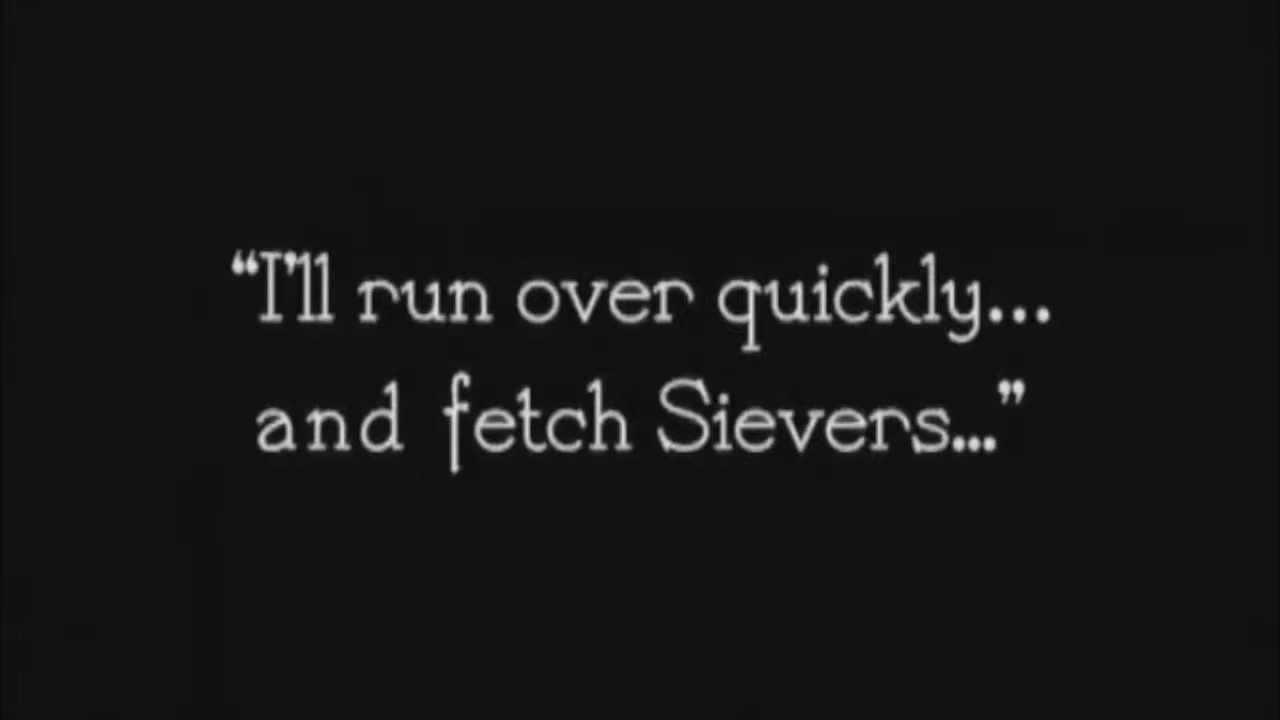 “I’ll run over quickly...
and fetch Sievers...”